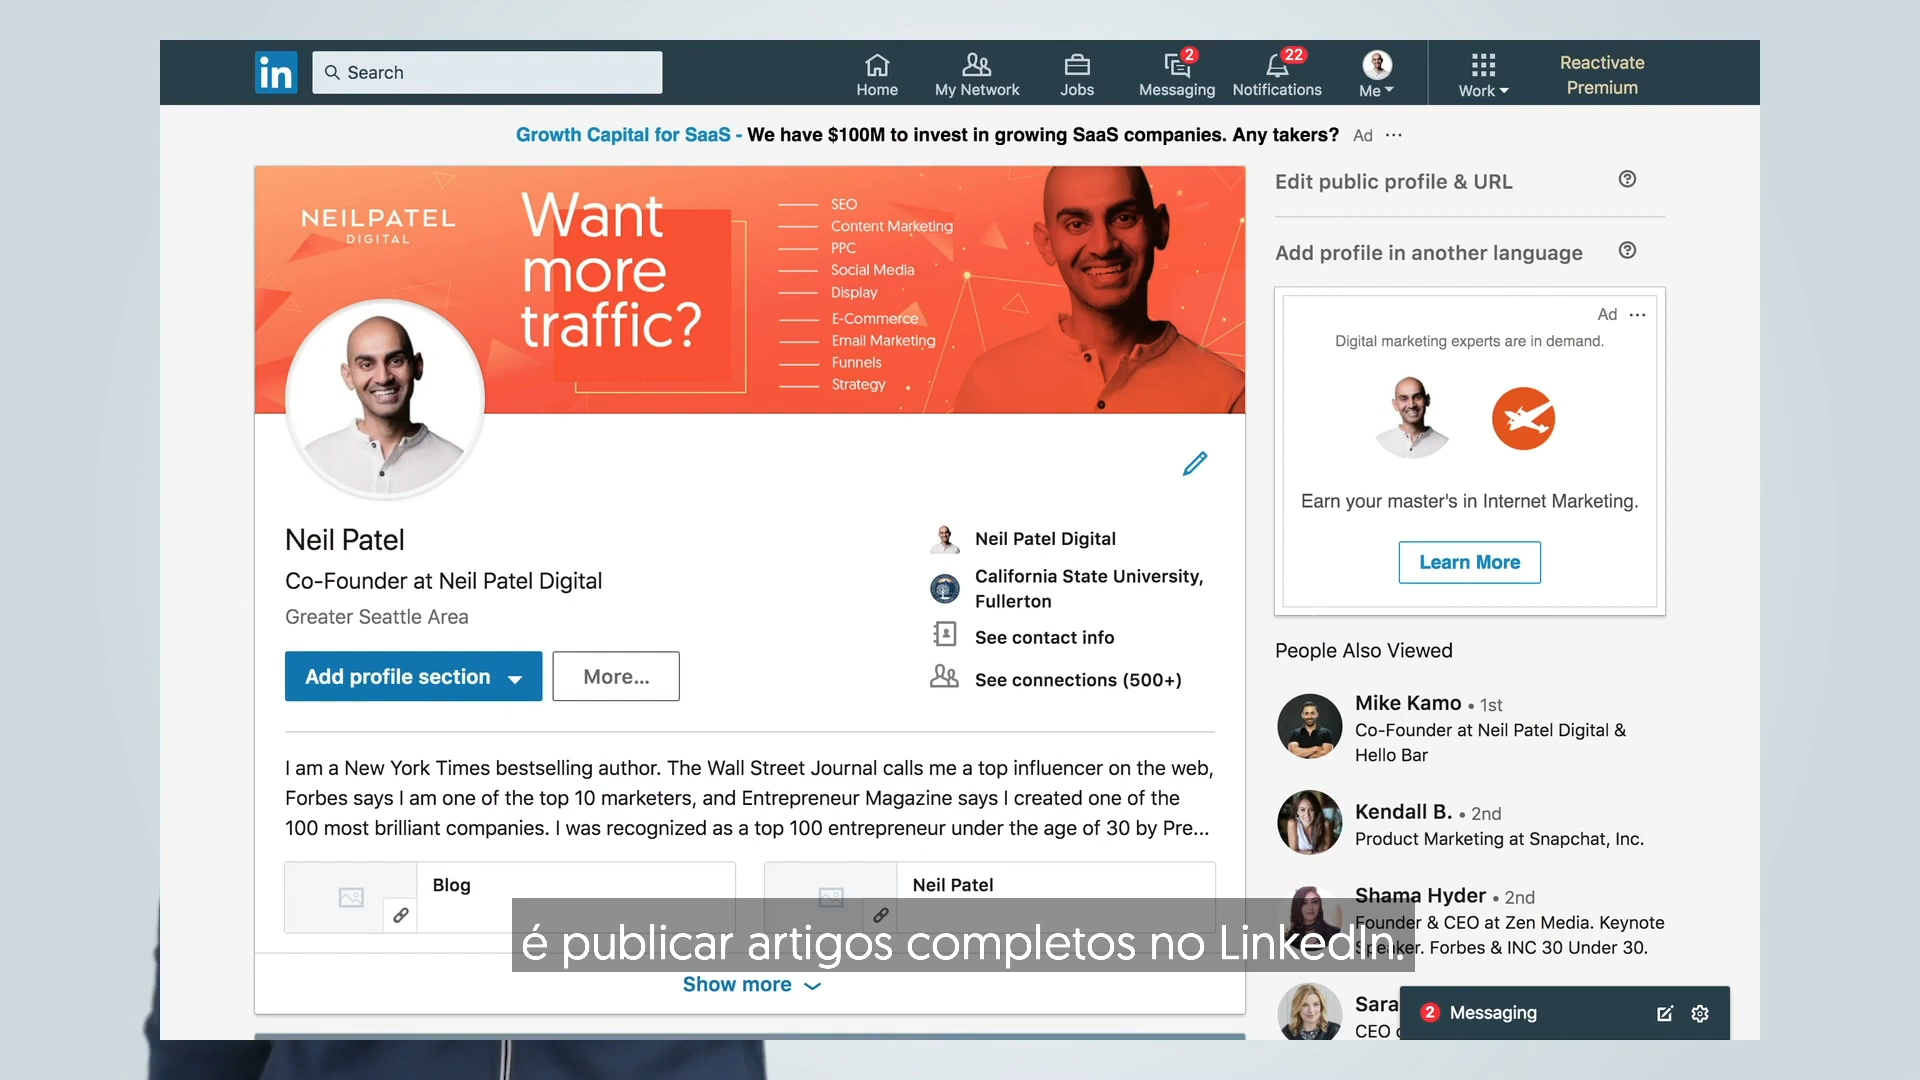 in
Search
Home
My Network
Jobs
2
Messaging
22
Notifications
Me
Work
Reactivate
Premium
Growth Capital for SaaS - We have $100M to invest in growing SaaS companies. Any takers? Ad ···
NEILPATEL
DIGITAL
Want
more
traffic?
SEO
Content Marketing
PPC
Social Media
Display
E-Commerce
Email Marketing
Funnels
Strategy
Neil Patel
Co-Founder at Neil Patel Digital
Greater Seattle Area
Add profile section
More...
Neil Patel Digital
California State University,
Fullerton
See contact info
See connections (500+)
I am a New York Times bestselling author. The Wall Street Journal calls me a top influencer on the web,
Forbes says I am one of the top 10 marketers, and Entrepreneur Magazine says I created one of the
100 most brilliant companies. I was recognized as a top 100 entrepreneur under the age of 30 by Pre...
Blog
Neil Patel
é publicar artigos completos no LinkedIn.
Show more
Edit public profile & URL
Add profile in another language
Ad ···
Digital marketing experts are in demand.
Earn your master's in Internet Marketing.
Learn More
People Also Viewed
Mike Kamo • 1st
Co-Founder at Neil Patel Digital &
Hello Bar
Kendall B. • 2nd
Product Marketing at Snapchat, Inc.
Shama Hyder • 2nd
Founder & CEO at Zen Media. Keynote
Speaker. Forbes & INC 30 Under 30.
Sara
CEO
2 Messaging